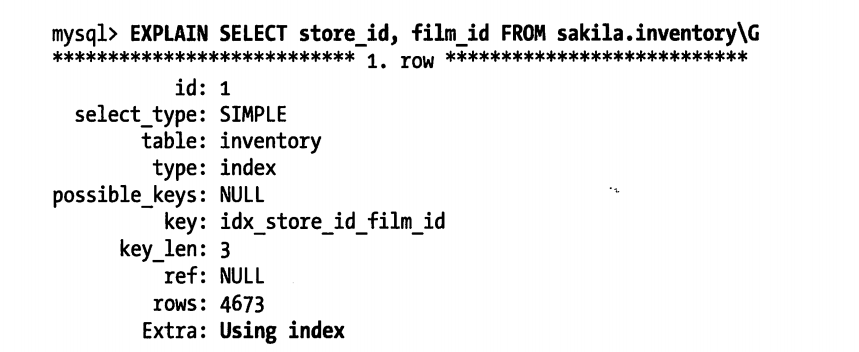 mysql> EXPLAIN SELECT store_id, film_id FROM sakila.inventory\G
*************************** 1. row ***************************
id: 1
select_type: SIMPLE
table: inventory
type: index
possible_keys: NULL
key: idx_store_id_film_id
key_len: 3
ref: NULL
rows: 4673
Extra: Using index